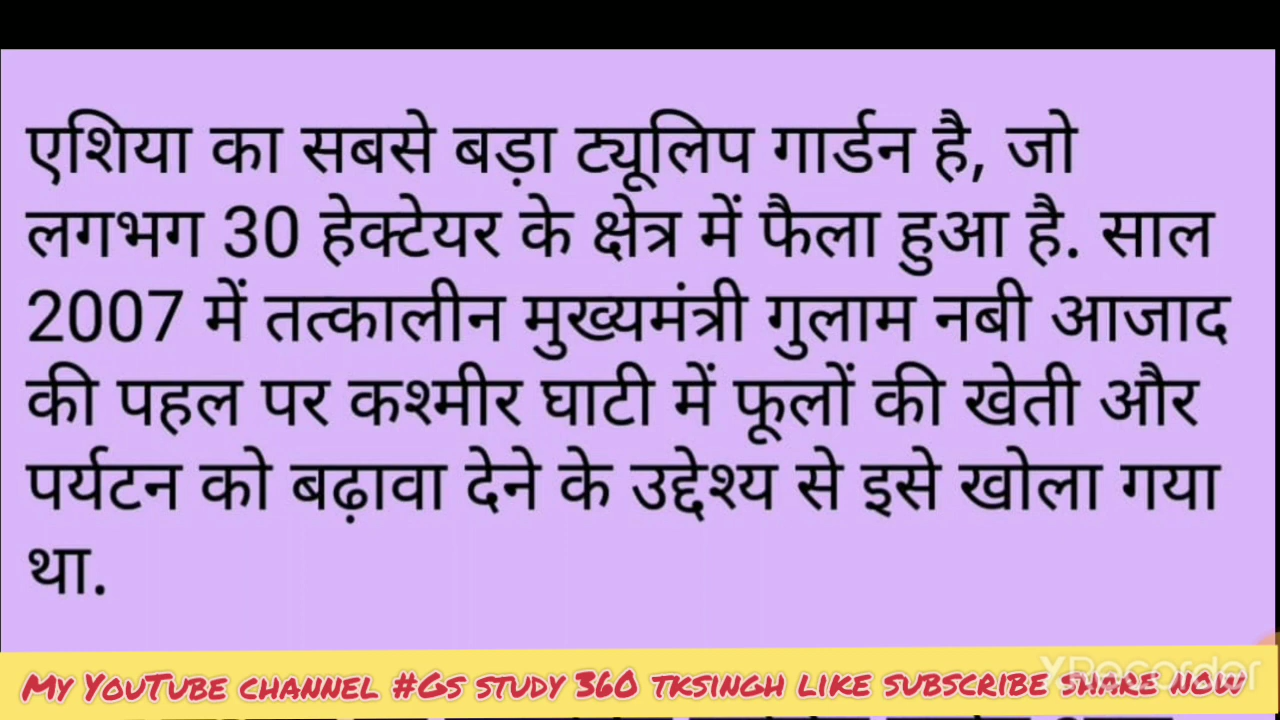 एशिया का सबसे बड़ा ट्यूलिप गार्डन है, जो
लगभग 30 हेक्टेयर के क्षेत्र में फैला हुआ है. साल
2007 में तत्कालीन मुख्यमंत्री गुलाम नबी आजाद
की पहल पर कश्मीर घाटी में फूलों की खेती और
पर्यटन को बढ़ावा देने के उद्देश्य से इसे खोला गया
था.
XRecorder
My YouTube channel #Gs study 360 tksingh like subscribe share now